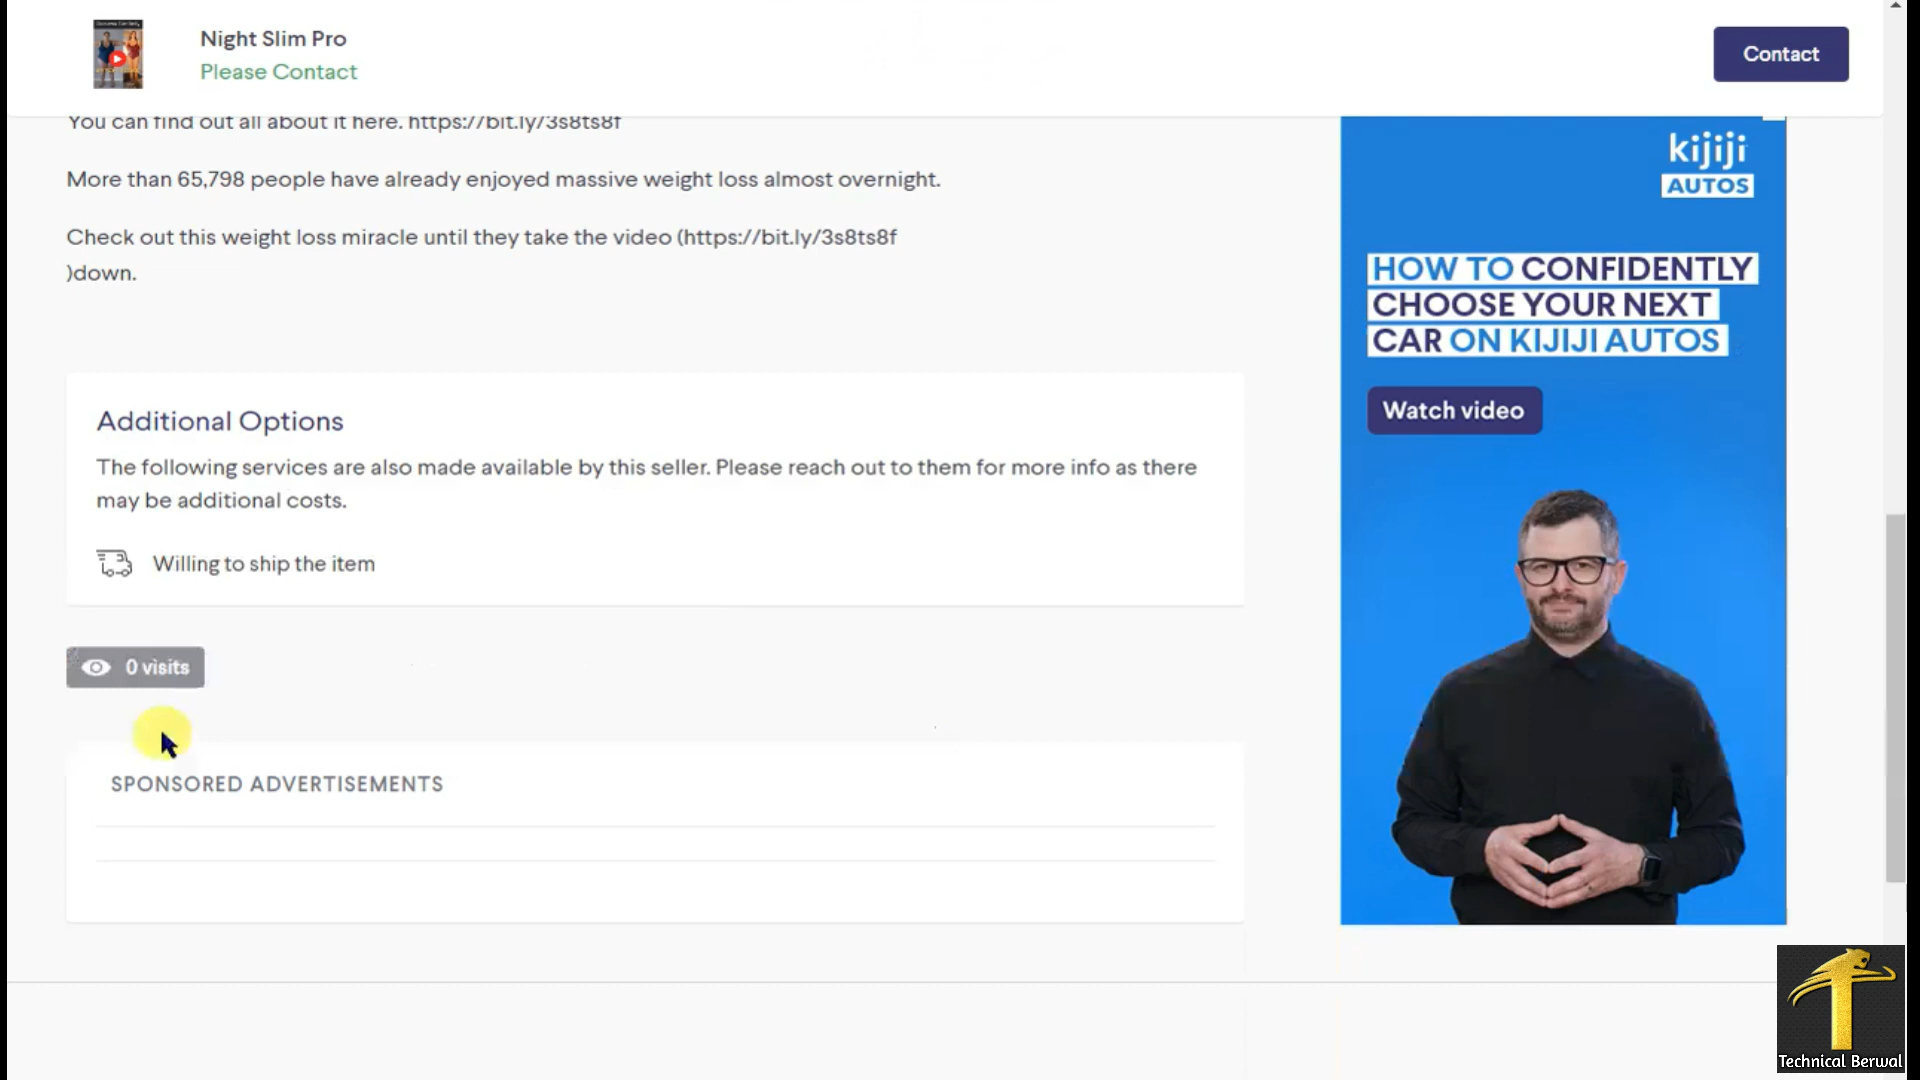 Night Slim Pro
Please Contact
Contact
You can find out all about it here. https://bit.ly/3s8ts8f
More than 65,798 people have already enjoyed massive weight loss almost overnight.
Check out this weight loss miracle until they take the video (https://bit.ly/3s8ts8f
)down.
Additional Options
The following services are also made available by this seller. Please reach out to them for more info as there
may be additional costs.
Willing to ship the item
0 visits
SPONSORED ADVERTISEMENTS
kijiji
AUTOS
HOW TO CONFIDENTLY
CHOOSE YOUR NEXT
CAR ON KIJIJI AUTOS
Watch video
Technical Berwal